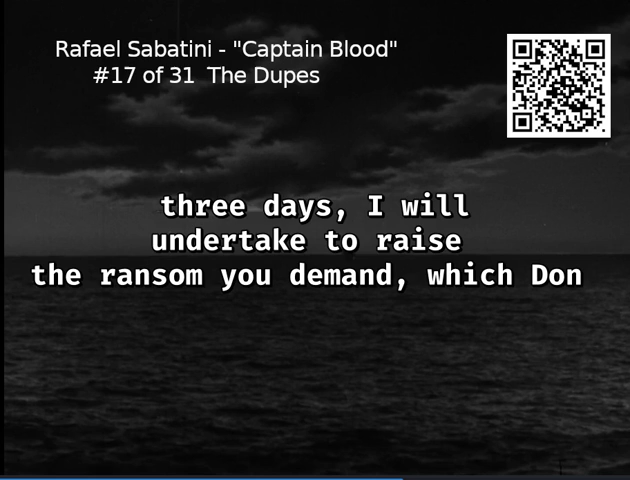 Rafael Sabatini - "Captain Blood"
#17 of 31  The Dupes
three days, I will
undertake to raise
the ransom you demand, which Don